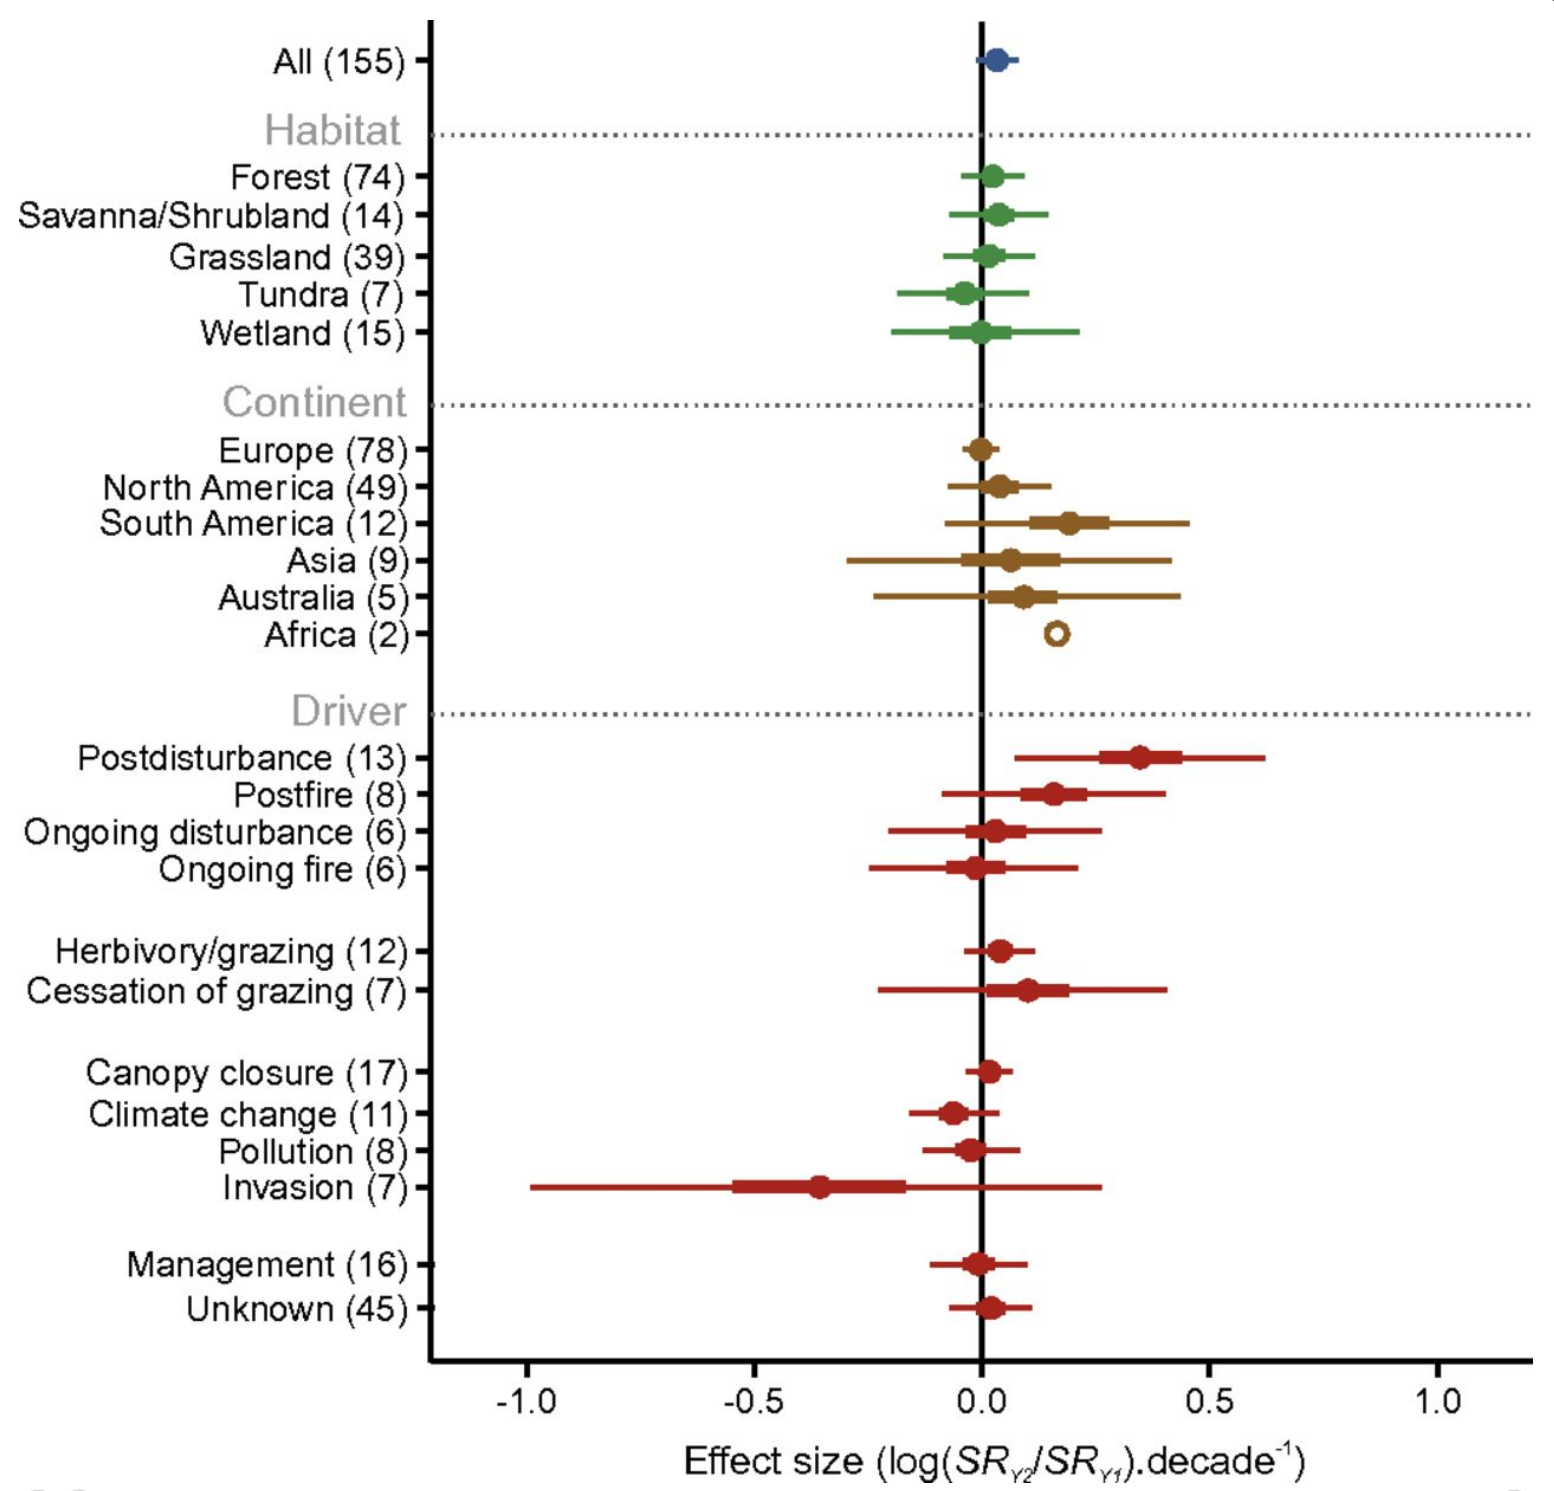 All (155)
Habitat
Forest (74)
Savanna/Shrubland (14)
Grassland (39)
Tundra (7)
Wetland (15)
Continent
Europe (78)
North America (49)
South America (12)
Asia (9)
Australia (5)
Africa (2)
Driver
Postdisturbance (13)
Postfire (8)
Ongoing disturbance (6)
Ongoing fire (6)
Herbivory/grazing (12)
Cessation of grazing (7)
Canopy closure (17)
Climate change (11)
Pollution (8)
Invasion (7)
Management (16)
Unknown (45)
-1.0 -0.5 0.0 0.5 1.0
Effect size (log(SR_Y2/SR_Y1).decade⁻¹)